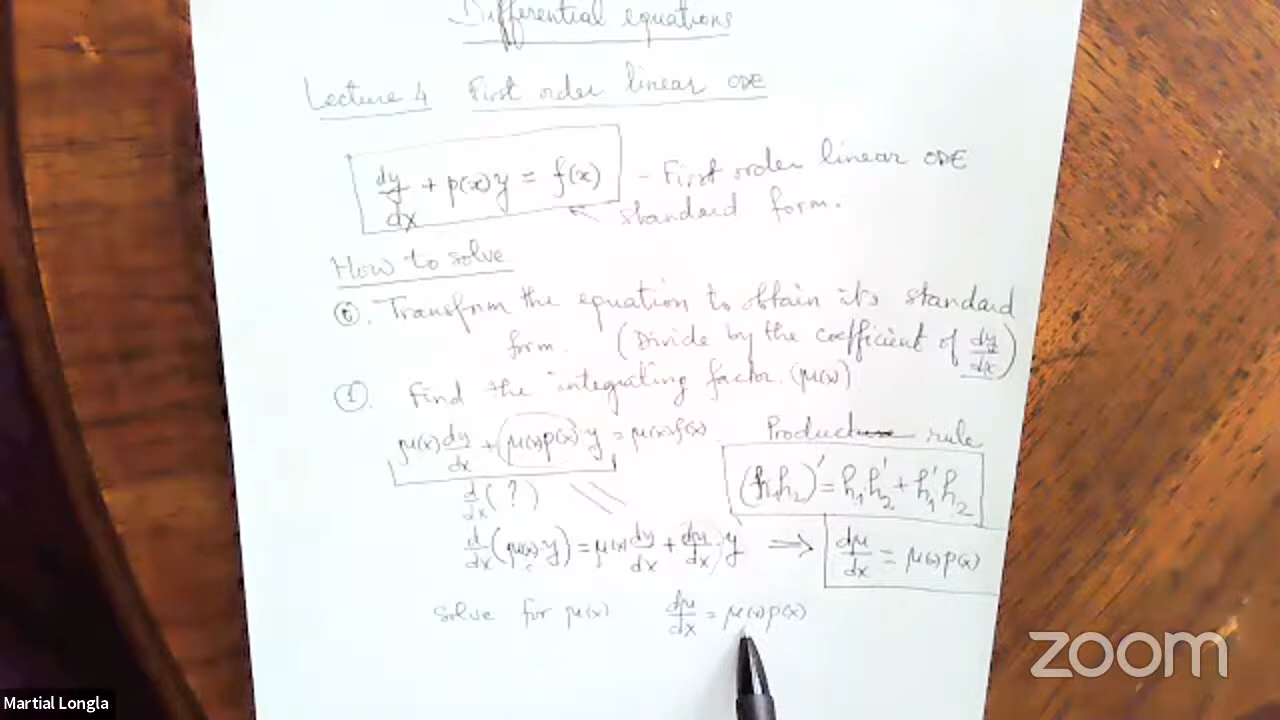 Differential equations
Lecture 4 First order linear ODE
dy/dx + p(x)y = f(x) - First order linear ODE
standard form.
How to solve
⓪. Transform the equation to obtain its standard
form. (Divide by the coefficient of dy/dx)
①. Find the integrating factor. (μ(x))
μ(x) dy/dx + μ(x)p(x) y = μ(x)f(x) Product rule
d/dx ( ? ) (h₁h₂)' = h₁h₂' + h₁'h₂
d/dx (μ(x) y) = μ(x) dy/dx + dμ/dx · y ⟹ dμ/dx = μ(x)p(x)
Solve for μ(x) dμ/dx = μ(x)p(x)
zoom
Martial Longla